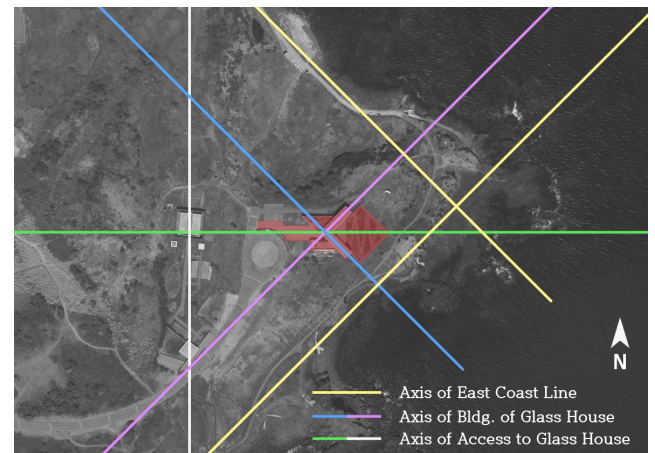 N
Axis of East Coast Line
Axis of Bldg. of Glass House
Axis of Access to Glass House